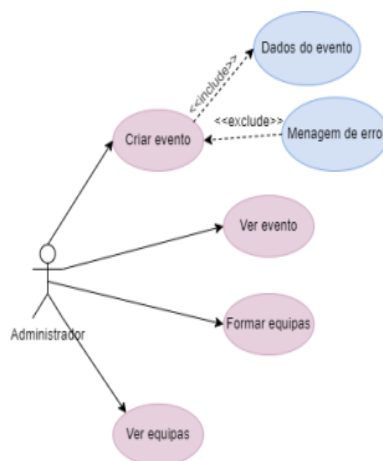 Dados do evento
<<include>>
<<exclude>>
Menagem de erro
Criar evento
Ver evento
Formar equipas
Administrador
Ver equipas